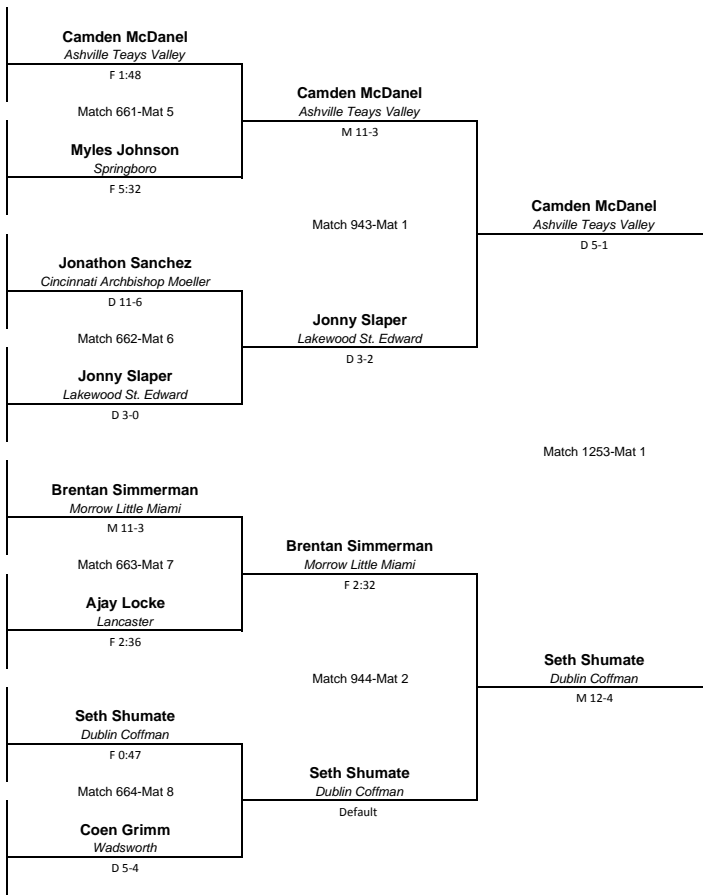 Camden McDanel
Ashville Teays Valley
F 1:48
Match 661-Mat 5
Myles Johnson
Springboro
F 5:32
Jonathon Sanchez
Cincinnati Archbishop Moeller
D 11-6
Match 662-Mat 6
Jonny Slaper
Lakewood St. Edward
D 3-0
Brentan Simmerman
Morrow Little Miami
M 11-3
Match 663-Mat 7
Ajay Locke
Lancaster
F 2:36
Seth Shumate
Dublin Coffman
F 0:47
Match 664-Mat 8
Coen Grimm
Wadsworth
D 5-4
Camden McDanel
Ashville Teays Valley
M 11-3
Match 943-Mat 1
Jonny Slaper
Lakewood St. Edward
D 3-2
Brentan Simmerman
Morrow Little Miami
F 2:32
Match 944-Mat 2
Seth Shumate
Dublin Coffman
Default
Camden McDanel
Ashville Teays Valley
D 5-1
Match 1253-Mat 1
Seth Shumate
Dublin Coffman
M 12-4